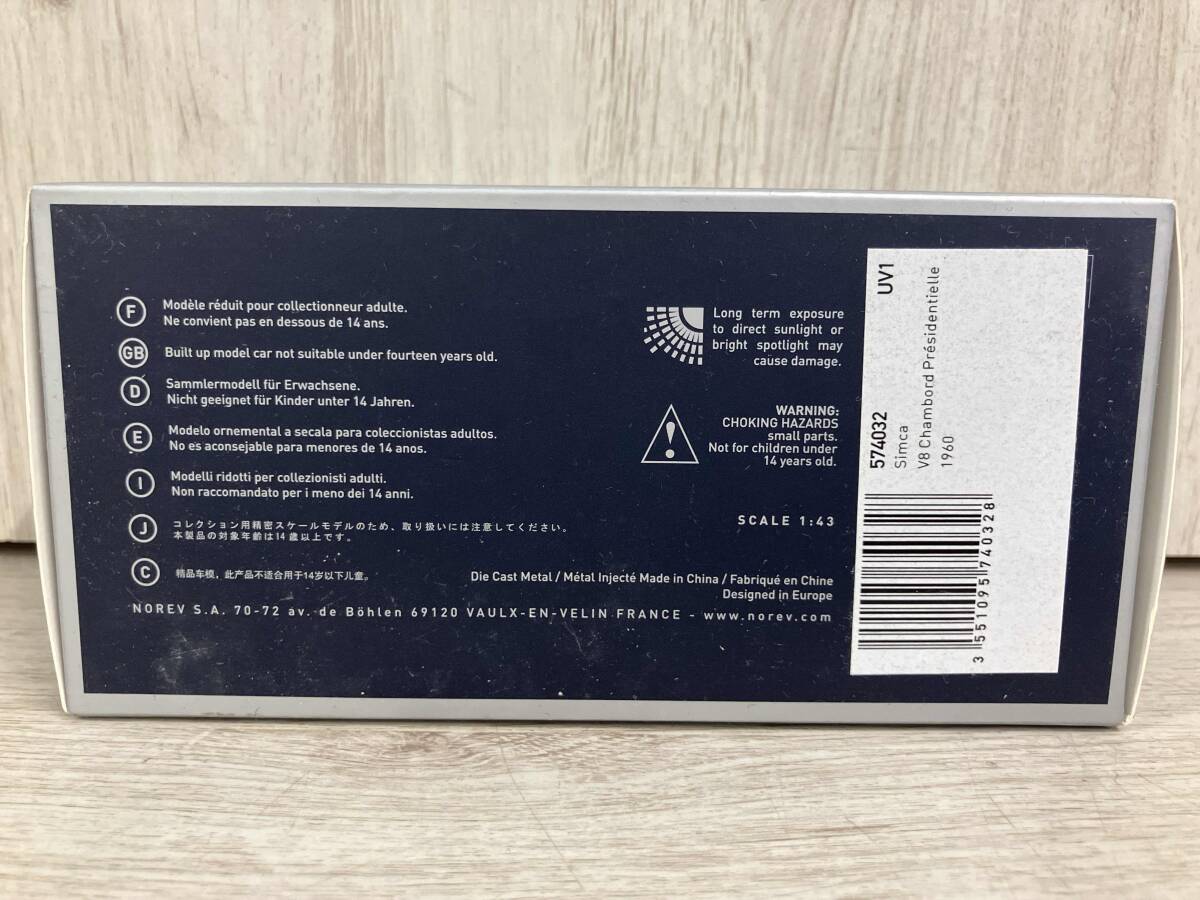 F
Modèle réduit pour collectionneur adulte.
Ne convient pas en dessous de 14 ans.
GB
Built up model car not suitable under fourteen years old.
D
Sammlermodell für Erwachsene.
Nicht geeignet für Kinder unter 14 Jahren.
E
Modelo ornemental a secala para coleccionistas adultos.
No es aconsejable para menores de 14 anos.
I
Modelli ridotti per collezionisti adulti.
Non raccomandato per i meno dei 14 anni.
J
コレクション用精密スケールモデルのため、取り扱いには注意してください。
本製品の対象年齢は14歳以上です。
C
精品车模，此产品不适合用于14岁以下儿童。
Long term exposure
to direct sunlight or
bright spotlight may
cause damage.
WARNING:
CHOKING HAZARDS
small parts.
Not for children under
14 years old.
SCALE 1:43
Die Cast Metal / Métal Injecté Made in China / Fabriqué en Chine
Designed in Europe
NOREV S.A. 70-72 av. de Böhlen 69120 VAULX-EN-VELIN FRANCE - www.norev.com
574032 UV1
Simca
V8 Chambord Présidentielle
1960
3 551095 740328